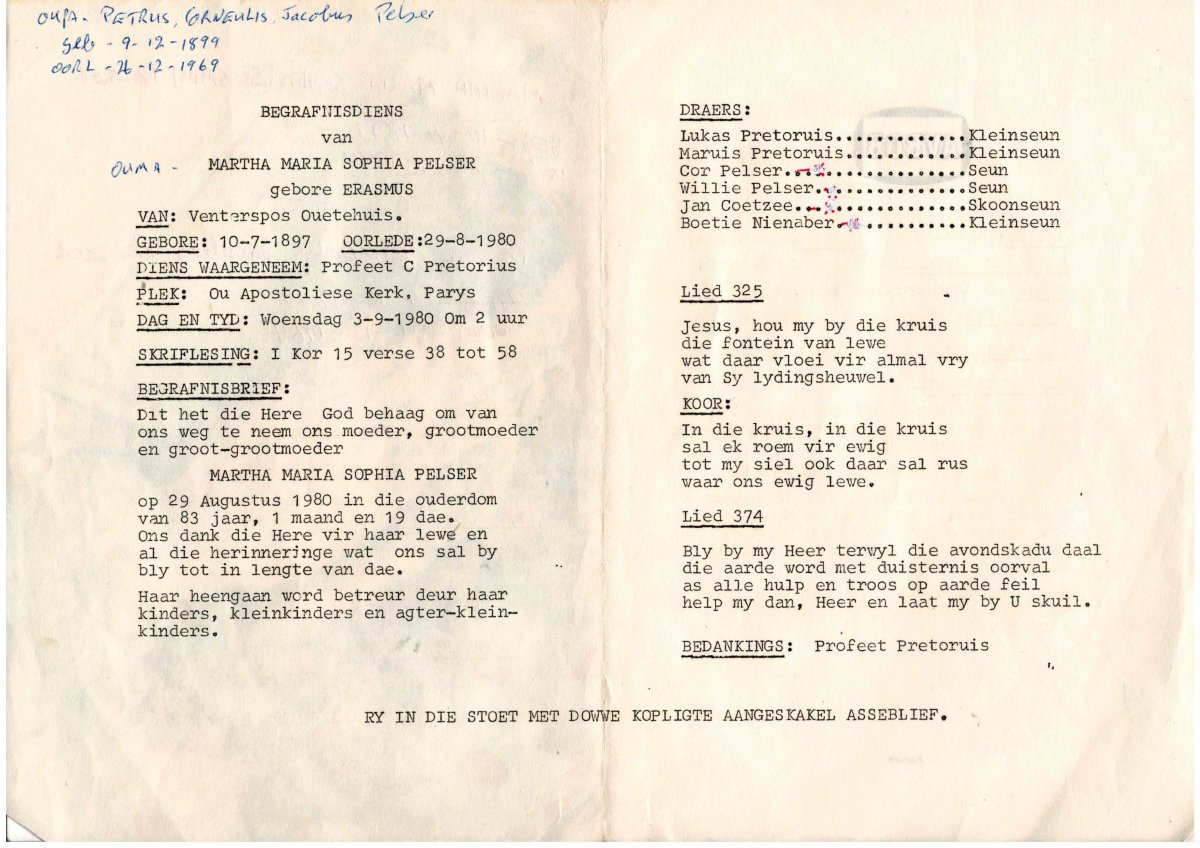 OUPA - PETRUS, CORNEULIS, Jacobus Pelser
geb - 9-12-1899
OORL - 26-12-1969
BEGRAFNISDIENS
van
OUMA - MARTHA MARIA SOPHIA PELSER
gebore ERASMUS
VAN: Venterspos Ouetehuis.
GEBORE: 10-7-1897 OORLEDE:29-8-1980
DIENS WAARGENEEM: Profeet C Pretorius
PLEK: Ou Apostoliese Kerk, Parys
DAG EN TYD: Woensdag 3-9-1980 Om 2 uur
SKRIFLESING: I Kor 15 verse 38 tot 58
BEGRAFNISBRIEF:
Dit het die Here God behaag om van
ons weg te neem ons moeder, grootmoeder
en groot-grootmoeder
MARTHA MARIA SOPHIA PELSER
op 29 Augustus 1980 in die ouderdom
van 83 jaar, 1 maand en 19 dae.
Ons dank die Here vir haar lewe en
al die herinneringe wat ons sal by
bly tot in lengte van dae.
Haar heengaan word betreur deur haar
kinders, kleinkinders en agter-klein-
kinders.
DRAERS:
Lukas Pretoruis.............Kleinseun
Maruis Pretoruis............Kleinseun
Cor Pelser..................Seun
Willie Pelser...............Seun
Jan Coetzee.................Skoonseun
Boetie Nienaber.............Kleinseun
Lied 325
Jesus, hou my by die kruis
die fontein van lewe
wat daar vloei vir almal vry
van Sy lydingsheuwel.
KOOR:
In die kruis, in die kruis
sal ek roem vir ewig
tot my siel ook daar sal rus
waar ons ewig lewe.
Lied 374
Bly by my Heer terwyl die avondskadu daal
die aarde word met duisternis oorval
as alle hulp en troos op aarde feil
help my dan, Heer en laat my by U skuil.
BEDANKINGS: Profeet Pretoruis
RY IN DIE STOET MET DOWWE KOPLIGTE AANGESKAKEL ASSEBLIEF.